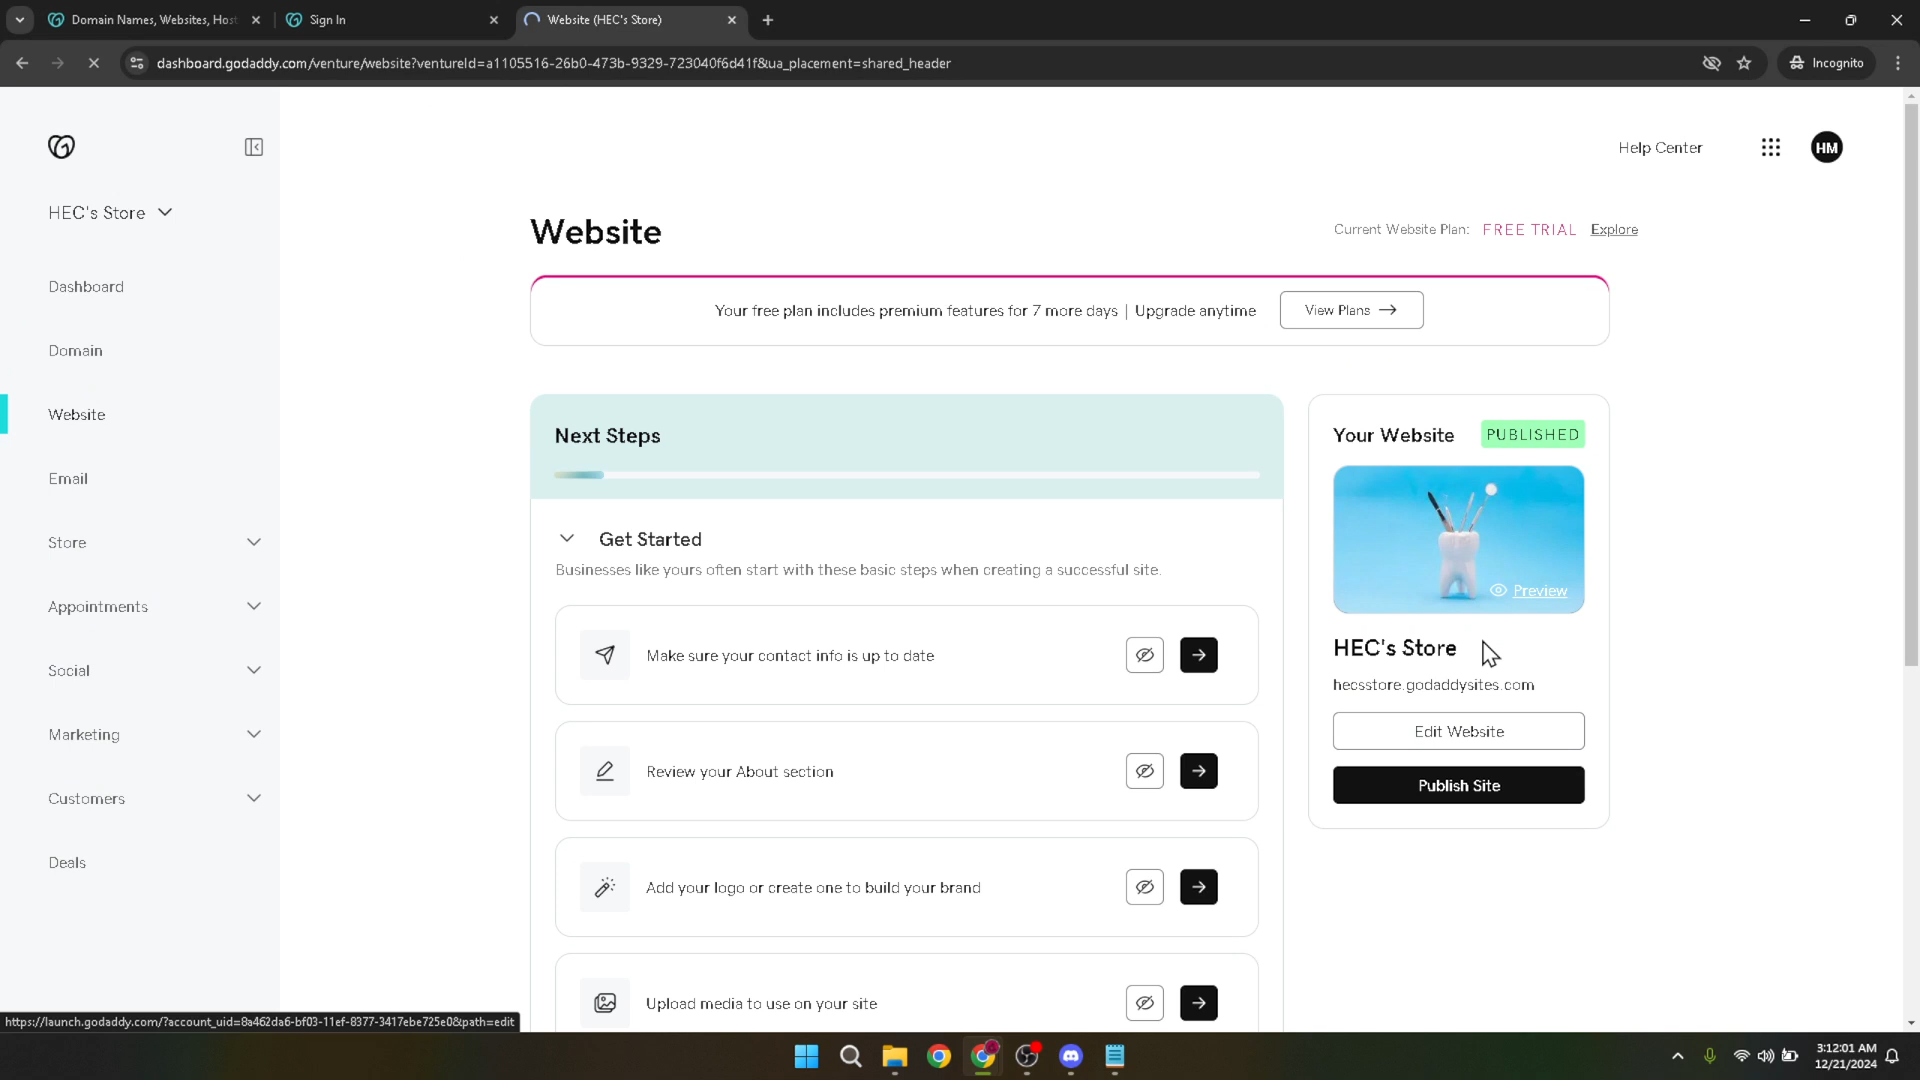 Domain Names, Websites, Host
Sign In
Website (HEC's Store)
dashboard.godaddy.com/venture/website?ventureId=a1105516-26b0-473b-9329-723040f6d41f&ua_placement=shared_header
Incognito
Help Center
HM
HEC's Store
Dashboard
Domain
Website
Email
Store
Appointments
Social
Marketing
Customers
Deals
Website
Current Website Plan: FREE TRIAL Explore
Your free plan includes premium features for 7 more days | Upgrade anytime
View Plans
Next Steps
Get Started
Businesses like yours often start with these basic steps when creating a successful site.
Make sure your contact info is up to date
Review your About section
Add your logo or create one to build your brand
Upload media to use on your site
Your Website PUBLISHED
Preview
HEC's Store
hecsstore.godaddysites.com
Edit Website
Publish Site
https://launch.godaddy.com/?account_uid=8a462da6-bf03-11ef-8377-3417ebe725e0&path=edit
3:12:01 AM
12/21/2024